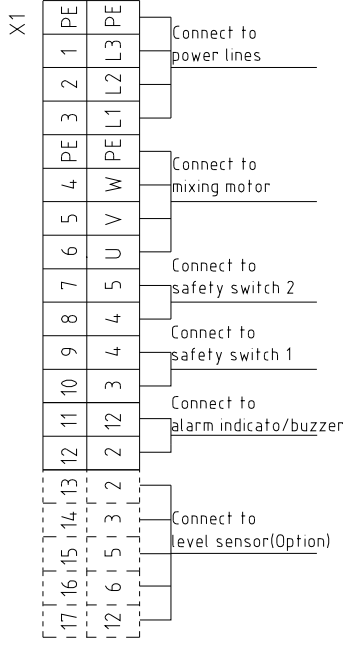 X1
PE PE
1 L3
2 L2
3 L1
PE PE
4 W
5 V
6 U
7 5
8 4
9 4
10 3
11 12
12 2
13 2
14 3
15 5
16 6
17 12
Connect to
power lines
Connect to
mixing motor
Connect to
safety switch 2
Connect to
safety switch 1
Connect to
alarm indicato/buzzer
Connect to
level sensor(Option)